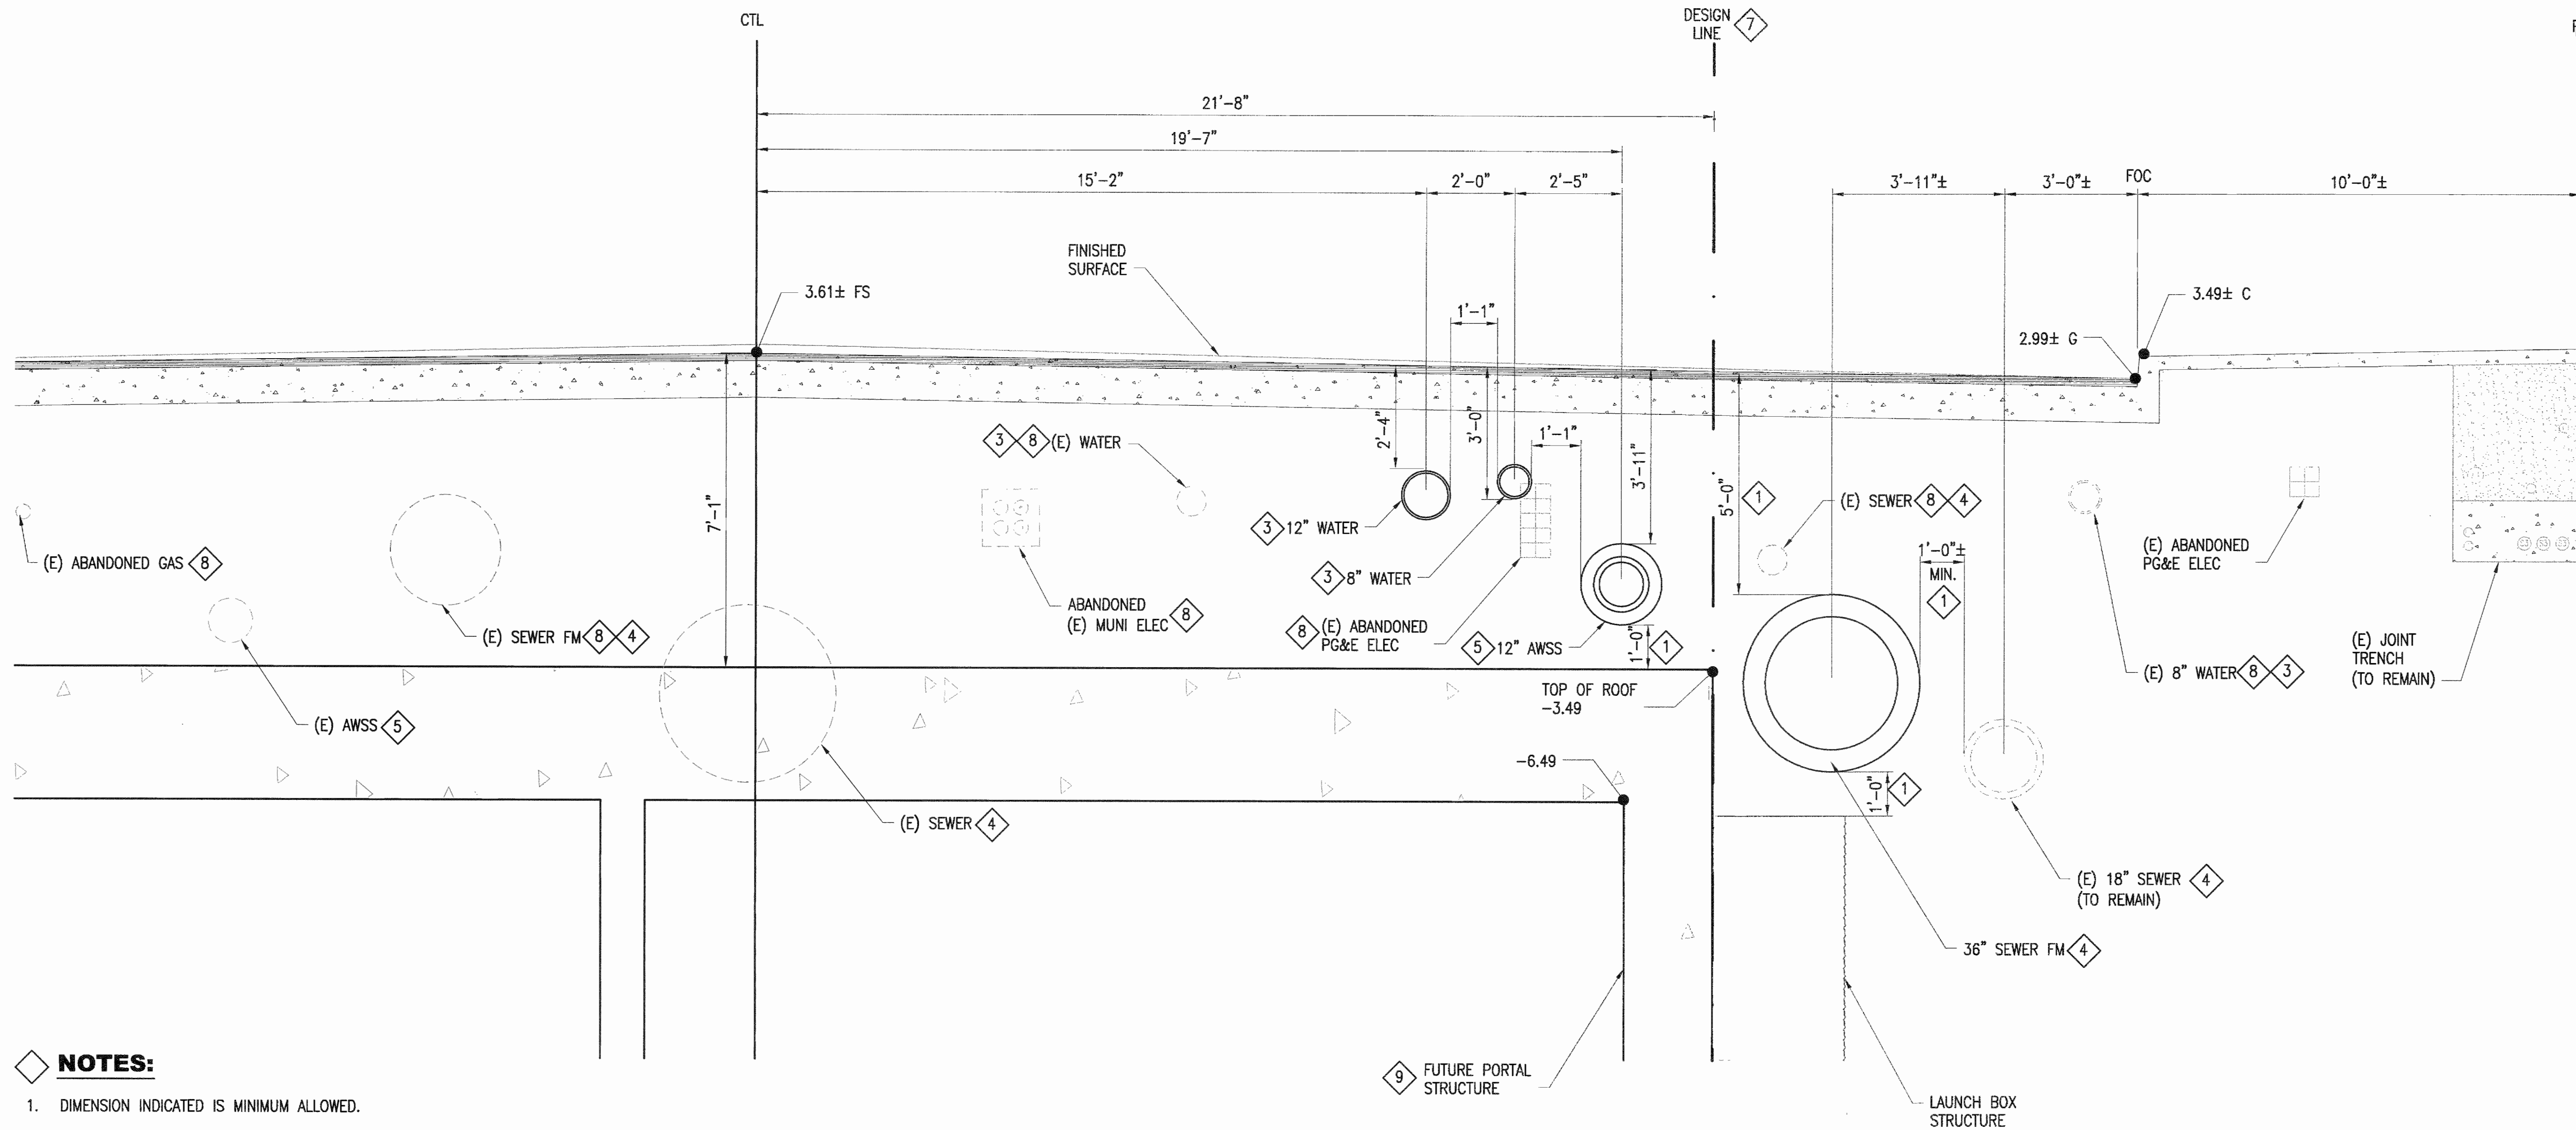 CTL
DESIGN
LINE
7
21'-8"
19'-7"
15'-2"
2'-0"
2'-5"
3'-11"±
3'-0"±
FOC
10'-0"±
FINISHED
SURFACE
3.61± FS
1'-1"
3.49± C
2.99± G
3 8 (E) WATER
2'-4"
3'-0"
1'-1"
3'-11"
5'-0"
1
(E) SEWER 8 4
7'-1"
3 12" WATER
1'-0"±
MIN.
1
(E) ABANDONED
PG&E ELEC
(E) ABANDONED GAS 8
3 8" WATER
ABANDONED
(E) MUNI ELEC 8
(E) SEWER FM 8 4
8 (E) ABANDONED
PG&E ELEC
5 12" AWSS
1'-0"
1
(E) JOINT
TRENCH
(TO REMAIN)
(E) 8" WATER 8 3
TOP OF ROOF
-3.49
(E) AWSS 5
-6.49
1'-0"
1
(E) SEWER 4
(E) 18" SEWER 4
(TO REMAIN)
36" SEWER FM 4
9 FUTURE PORTAL
STRUCTURE
LAUNCH BOX
STRUCTURE
NOTES:
1. DIMENSION INDICATED IS MINIMUM ALLOWED.